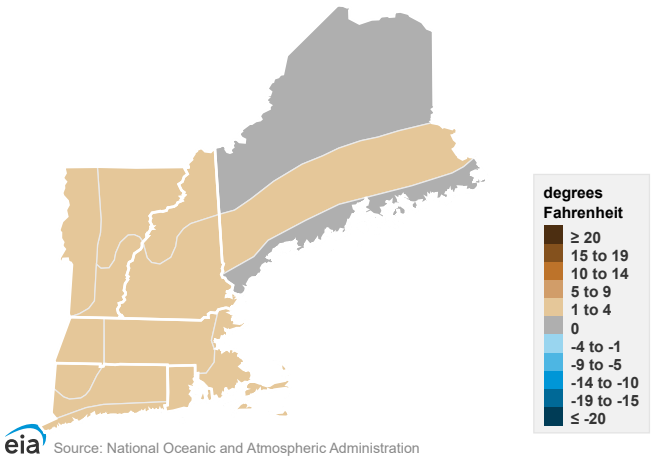 degrees
Fahrenheit
≥ 20
15 to 19
10 to 14
5 to 9
1 to 4
0
-4 to -1
-9 to -5
-14 to -10
-19 to -15
≤ -20
eia
Source: National Oceanic and Atmospheric Administration